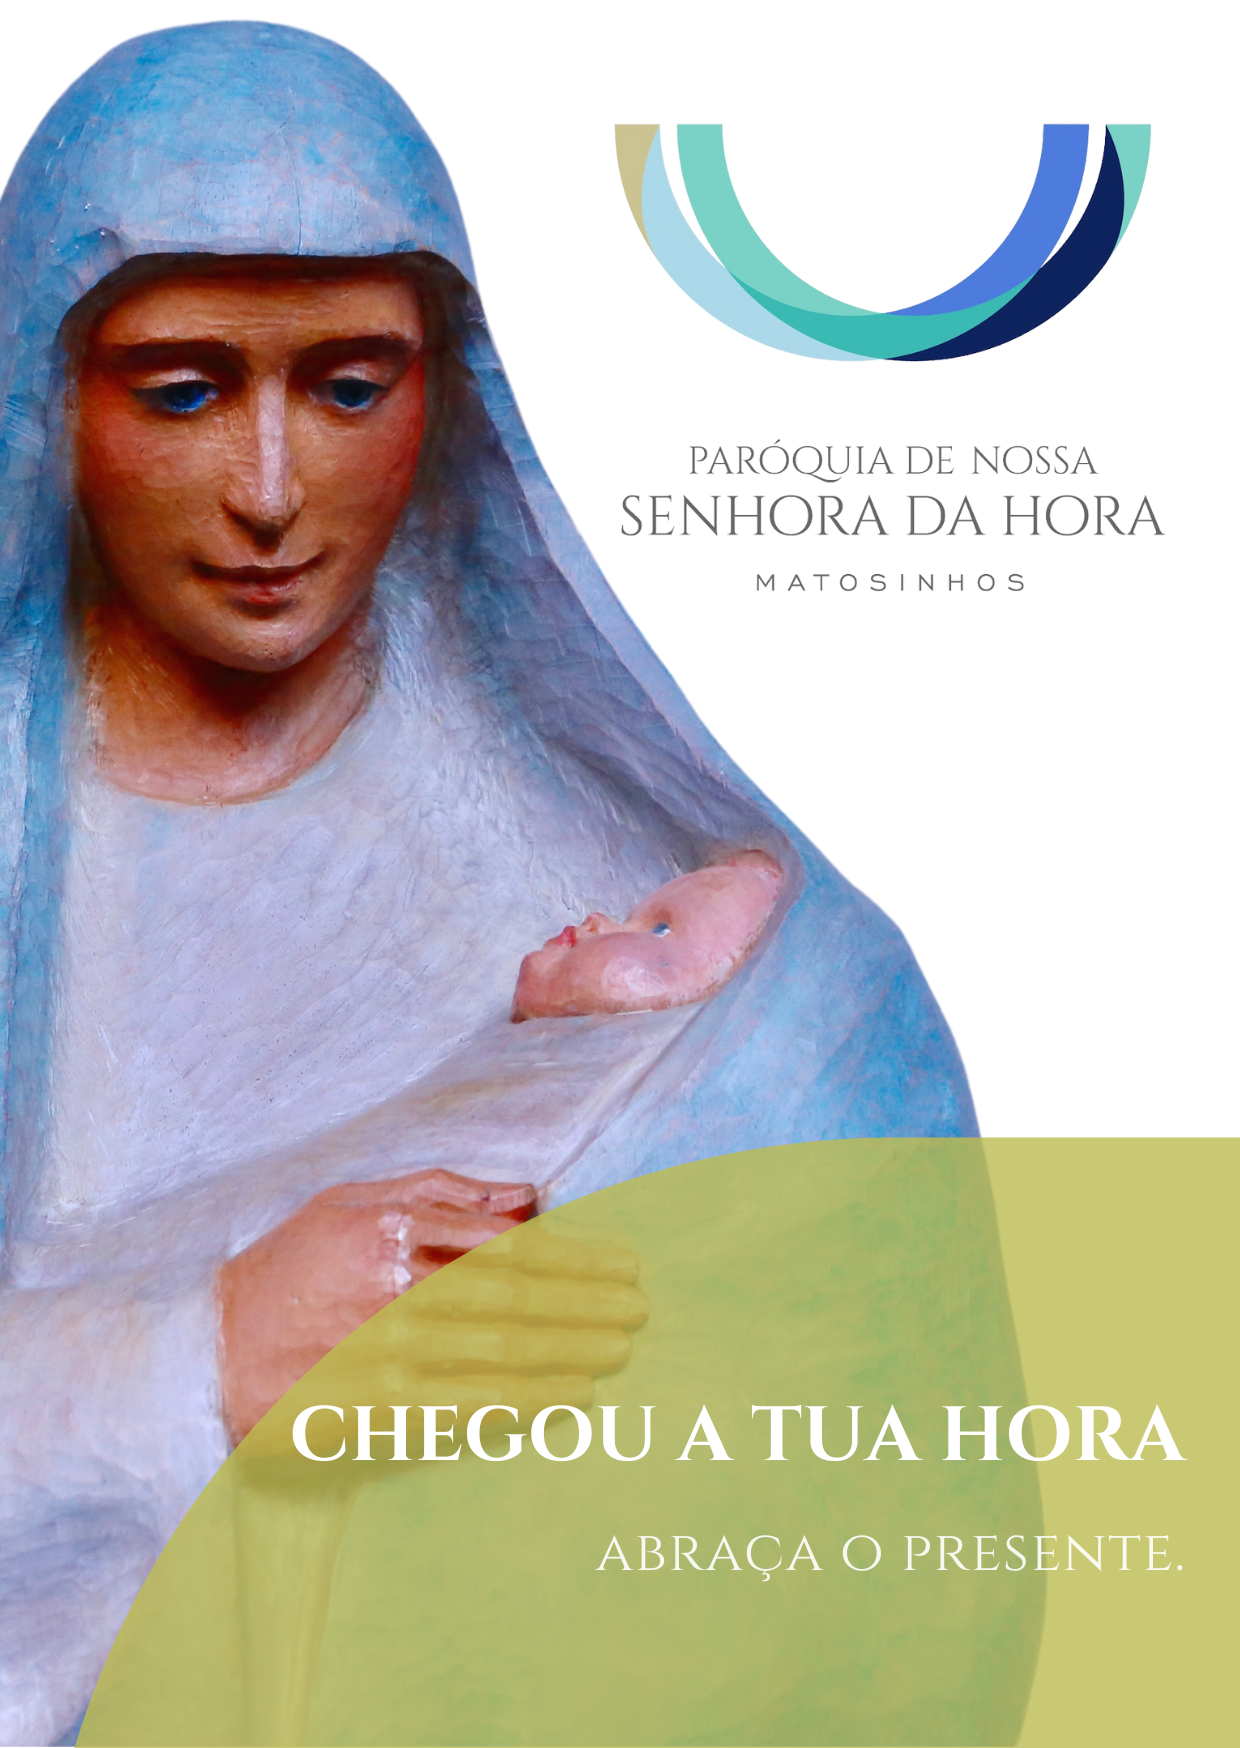 PARÓQUIA DE NOSSA
SENHORA DA HORA
MATOSINHOS
CHEGOU A TUA HORA
ABRAÇA O PRESENTE.